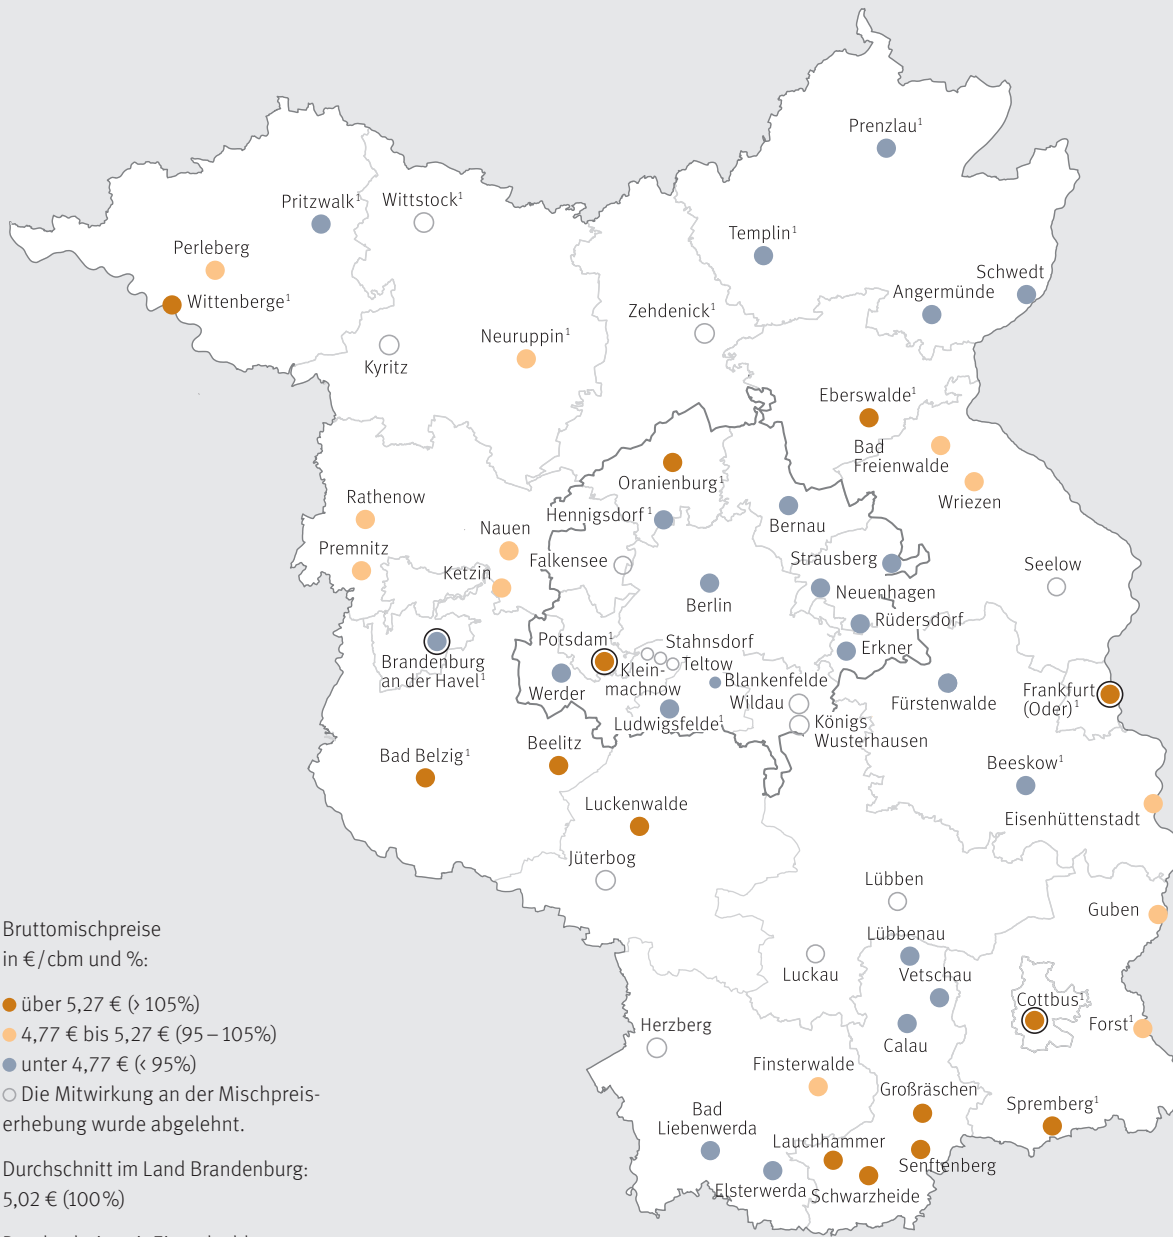 Prenzlau¹
Pritzwalk¹
Wittstock¹
Templin¹
Perleberg
Schwedt
Angermünde
Wittenberge¹
Zehdenick¹
Neuruppin¹
Kyritz
Eberswalde¹
Bad
Freienwalde
Oranienburg¹
Wriezen
Rathenow
Hennigsdorf¹
Bernau
Nauen
Premnitz
Falkensee
Strausberg
Seelow
Ketzin
Berlin
Neuenhagen
Rüdersdorf
Potsdam¹
Stahnsdorf
Erkner
Brandenburg
an der Havel¹
Klein-
machnow
Teltow
Blankenfelde
Werder
Wildau
Fürstenwalde
Frankfurt
(Oder)¹
Ludwigsfelde¹
Königs
Wusterhausen
Beelitz
Bad Belzig¹
Beeskow¹
Luckenwalde
Eisenhüttenstadt
Jüterbog
Lübben
Guben
Lübbenau
Luckau
Vetschau
Cottbus¹
Herzberg
Forst¹
Calau
Finsterwalde
Großräschen
Bad
Liebenwerda
Spremberg¹
Lauchhammer
Senftenberg
Elsterwerda
Schwarzheide
Bruttomischpreise
in €/cbm und %:
über 5,27 € (> 105%)
4,77 € bis 5,27 € (95–105%)
unter 4,77 € (< 95%)
Die Mitwirkung an der Mischpreis-
erhebung wurde abgelehnt.
Durchschnitt im Land Brandenburg:
5,02 € (100%)